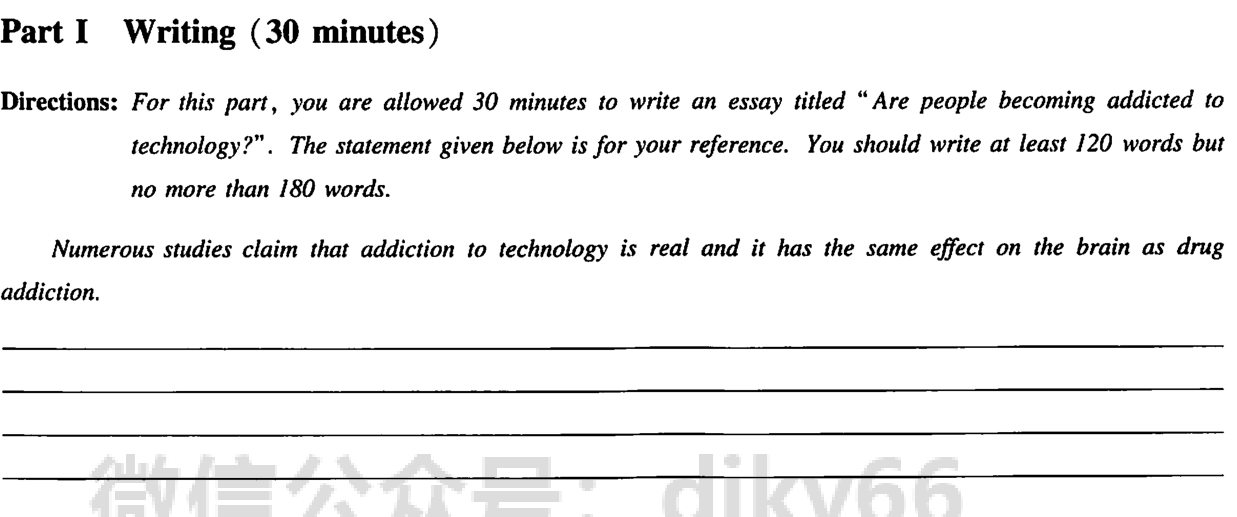 Part I Writing (30 minutes)
Directions: For this part, you are allowed 30 minutes to write an essay titled “Are people becoming addicted to
technology?”. The statement given below is for your reference. You should write at least 120 words but
no more than 180 words.
Numerous studies claim that addiction to technology is real and it has the same effect on the brain as drug
addiction.
微信公众号: djky66